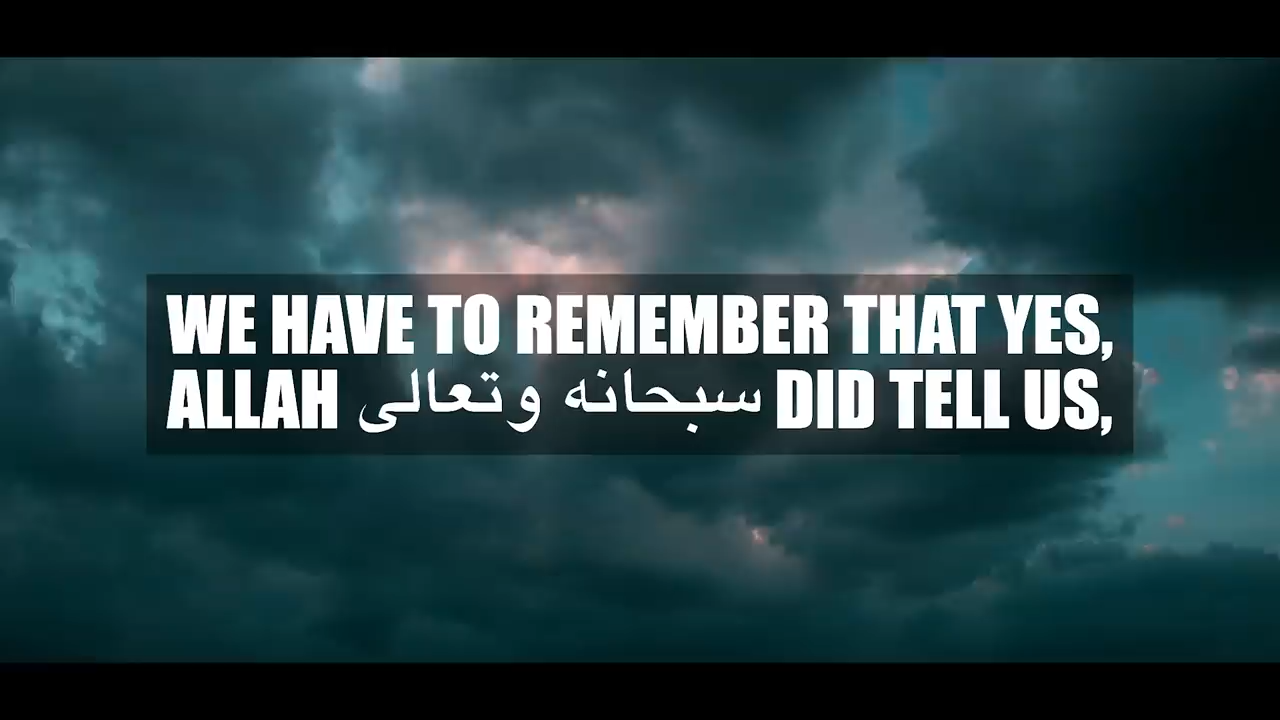 WE HAVE TO REMEMBER THAT YES,
ALLAH سبحانه وتعالى DID TELL US,